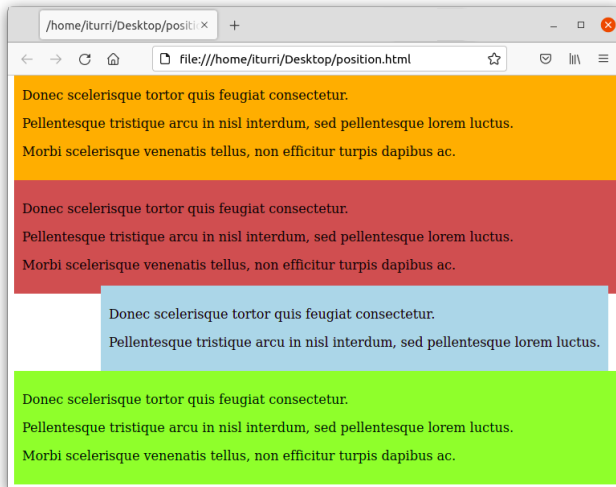 /home/iturri/Desktop/positi
file:///home/iturri/Desktop/position.html
Donec scelerisque tortor quis feugiat consectetur.
Pellentesque tristique arcu in nisl interdum, sed pellentesque lorem luctus.
Morbi scelerisque venenatis tellus, non efficitur turpis dapibus ac.
Donec scelerisque tortor quis feugiat consectetur.
Pellentesque tristique arcu in nisl interdum, sed pellentesque lorem luctus.
Morbi scelerisque venenatis tellus, non efficitur turpis dapibus ac.
Donec scelerisque tortor quis feugiat consectetur.
Pellentesque tristique arcu in nisl interdum, sed pellentesque lorem luctus.
Donec scelerisque tortor quis feugiat consectetur.
Pellentesque tristique arcu in nisl interdum, sed pellentesque lorem luctus.
Morbi scelerisque venenatis tellus, non efficitur turpis dapibus ac.